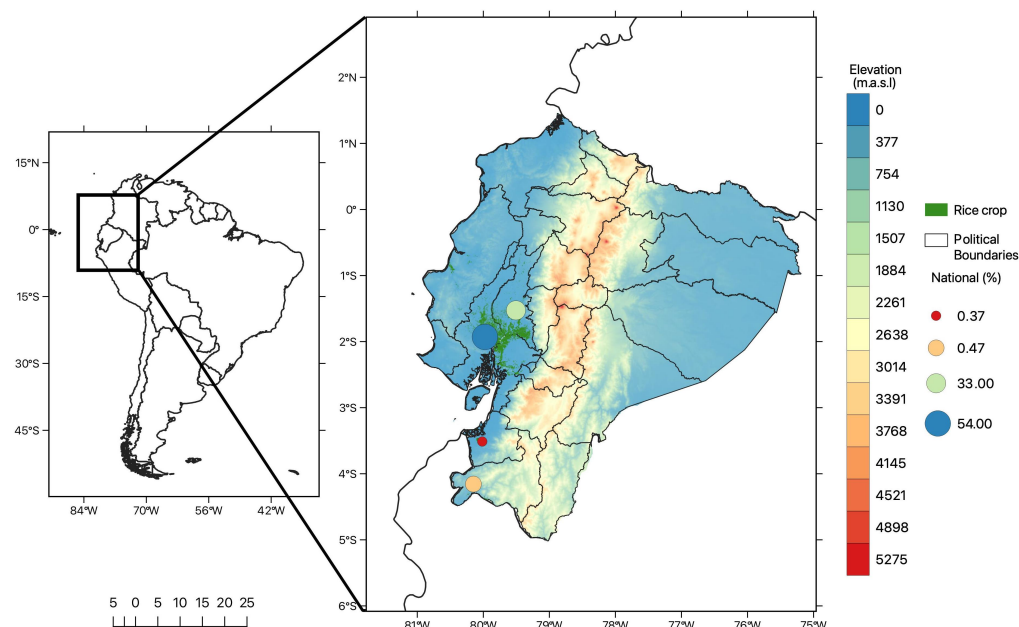 15°N
0°
15°S
30°S
45°S
84°W 70°W 56°W 42°W
5 0 5 10 15 20 25
2°N
1°N
0°
1°S
2°S
3°S
4°S
5°S
6°S
81°W 80°W 79°W 78°W 77°W 76°W 75°W
Elevation
(m.a.s.l)
0
377
754
1130
1507
1884
2261
2638
3014
3391
3768
4145
4521
4898
5275
Rice crop
Political
Boundaries
National (%)
0.37
0.47
33.00
54.00